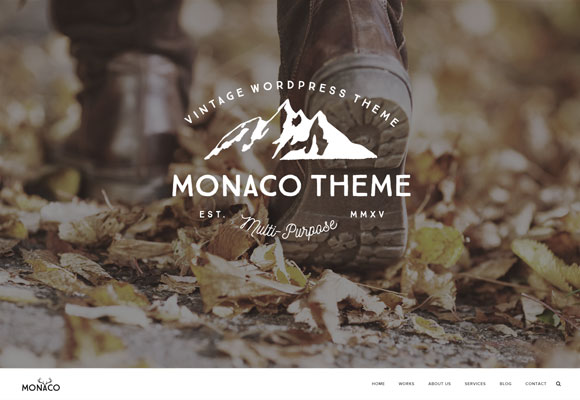 VINTAGE WORDPRESS THEME
MONACO THEME
EST. MMXV
Multi-Purpose
MONACO
HOME WORKS ABOUT US SERVICES BLOG CONTACT